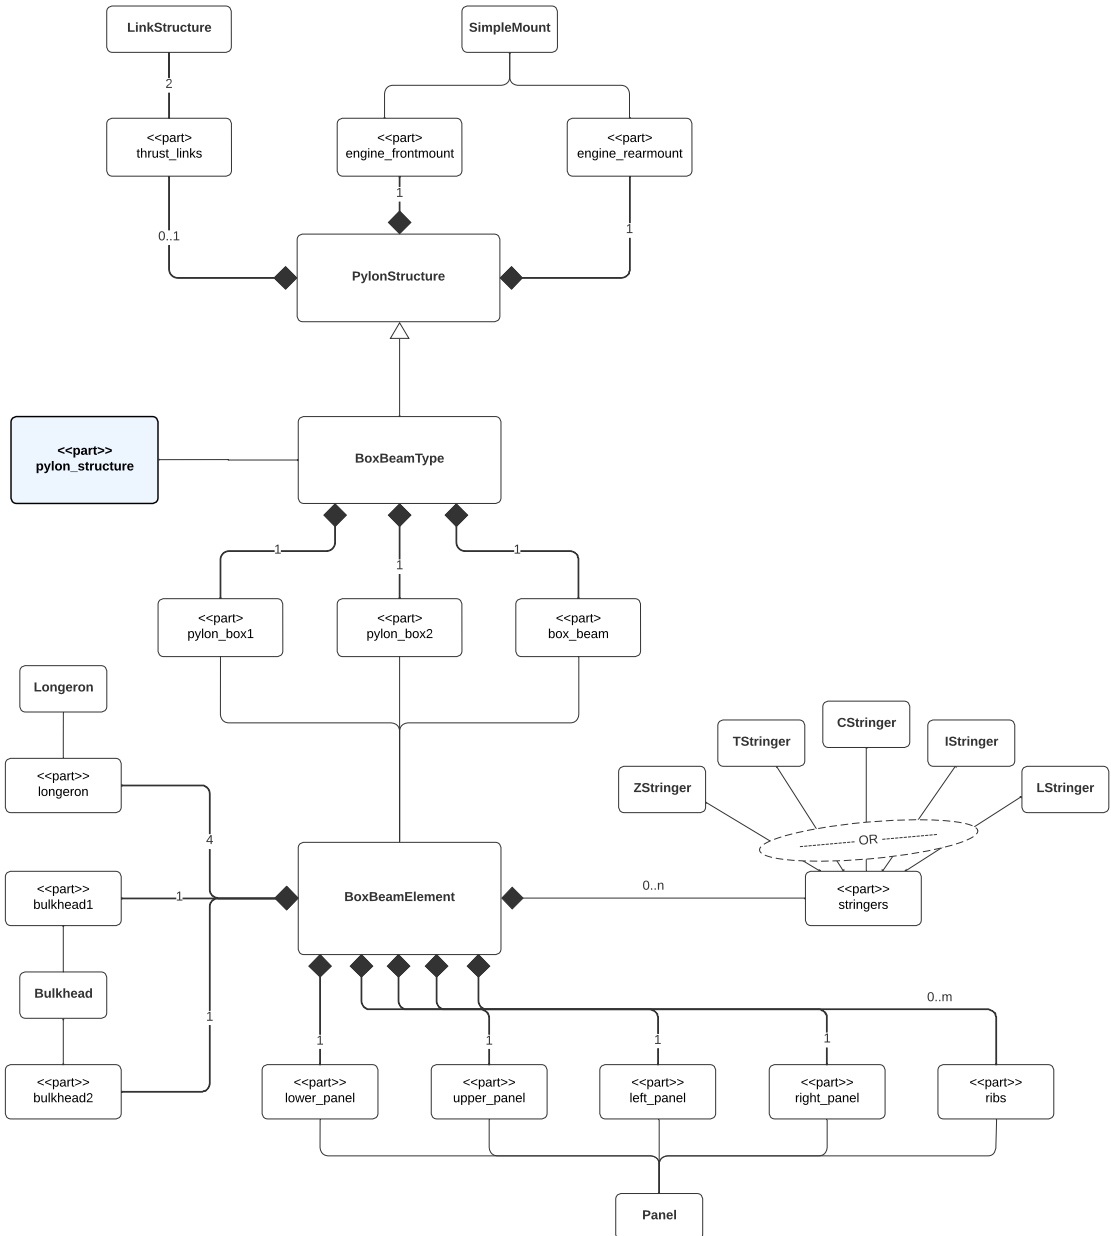 LinkStructure
SimpleMount
2
<<part>
thrust_links
<<part>
engine_frontmount
<<part>
engine_rearmount
1
0..1
1
PylonStructure
<<part>>
pylon_structure
BoxBeamType
1
1
1
<<part>
pylon_box1
<<part>
pylon_box2
<<part>
box_beam
Longeron
CStringer
TStringer
IStringer
ZStringer
LStringer
<<part>>
longeron
4
OR
<<part>>
bulkhead1
1
BoxBeamElement
0..n
<<part>>
stringers
Bulkhead
0..m
1
1
1
1
1
<<part>>
bulkhead2
<<part>>
lower_panel
<<part>>
upper_panel
<<part>>
left_panel
<<part>>
right_panel
<<part>>
ribs
Panel